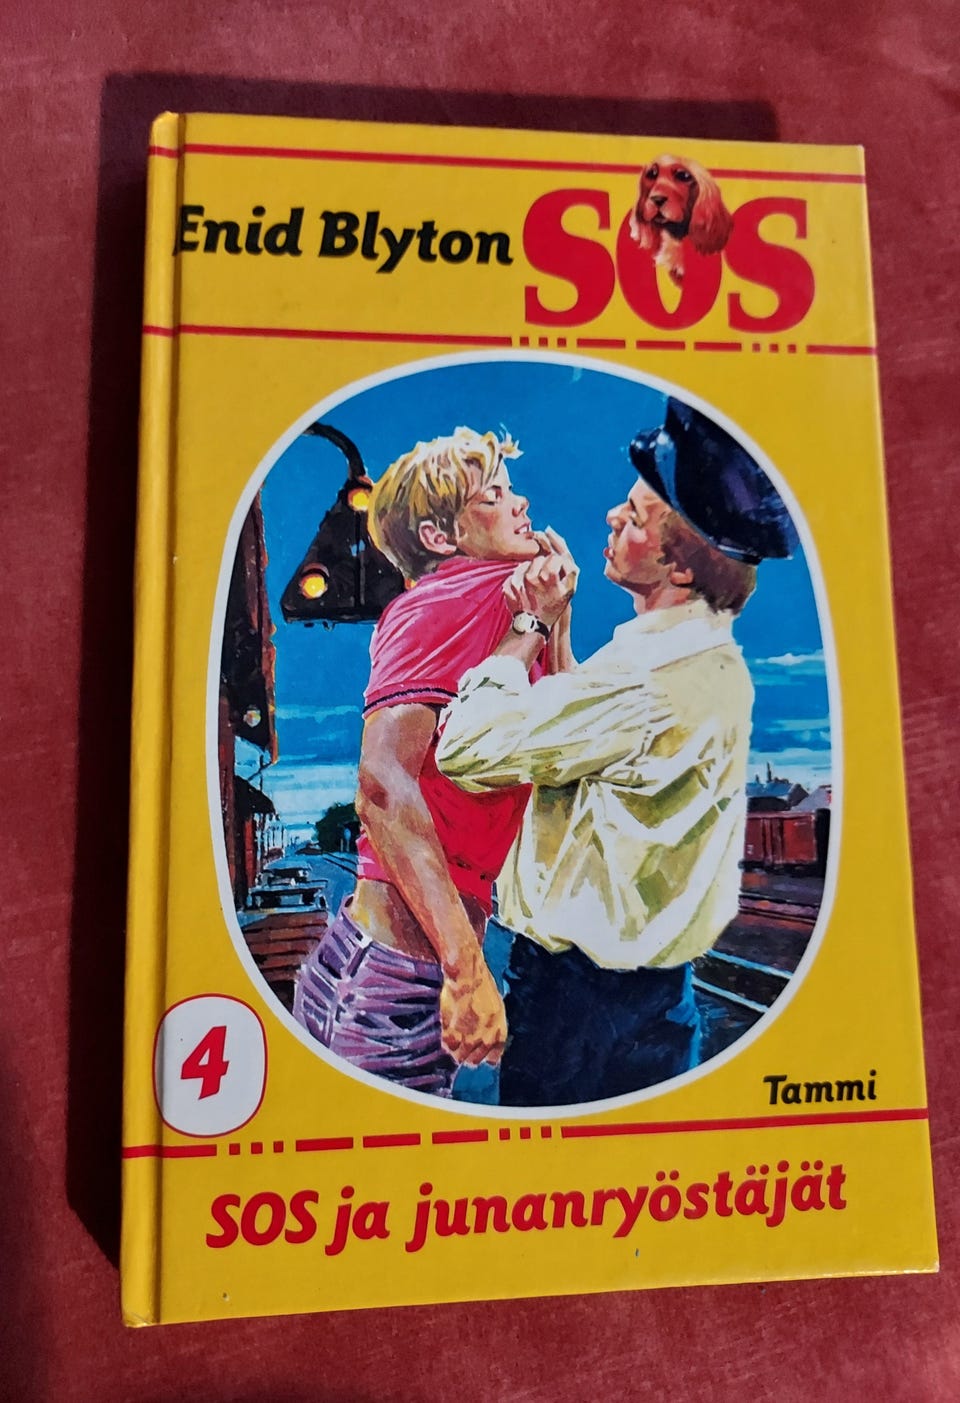 Enid Blyton SOS
4
Tammi
SOS ja junanryöstäjät